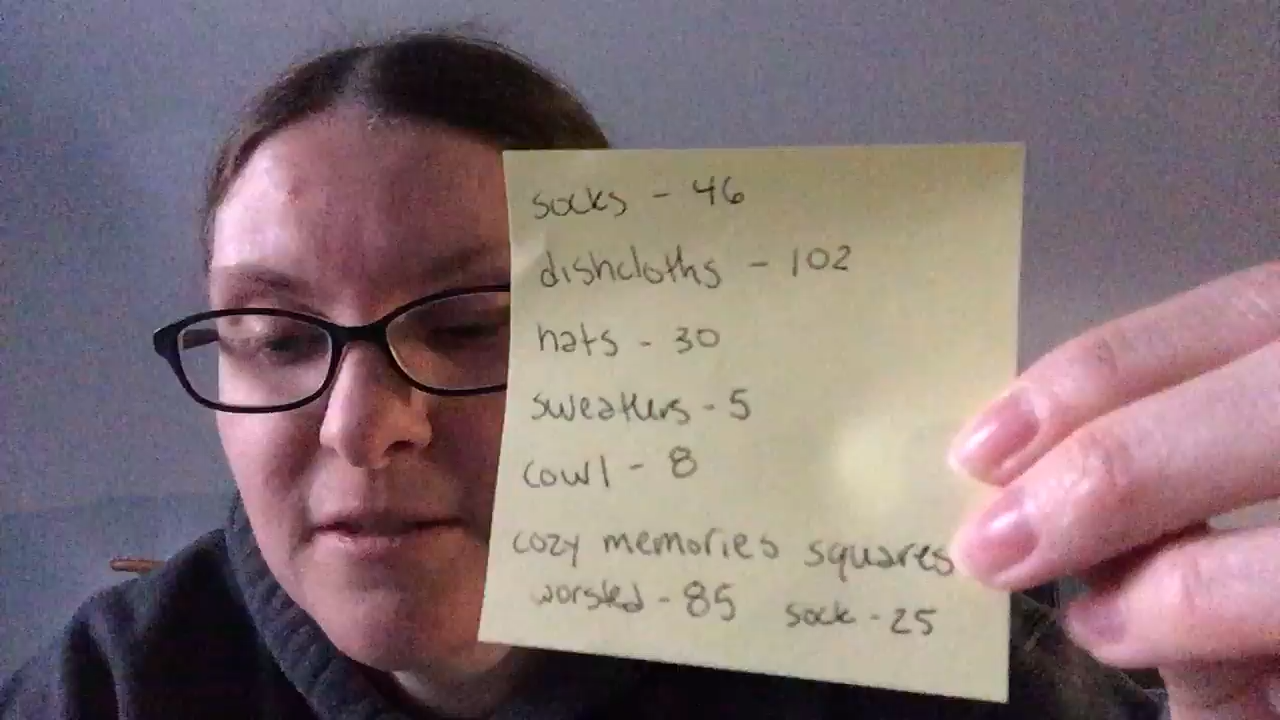 socks - 46
dishcloths - 102
hats - 30
sweaters - 5
cowl - 8
cozy memories squares
worsted - 85 sock - 25